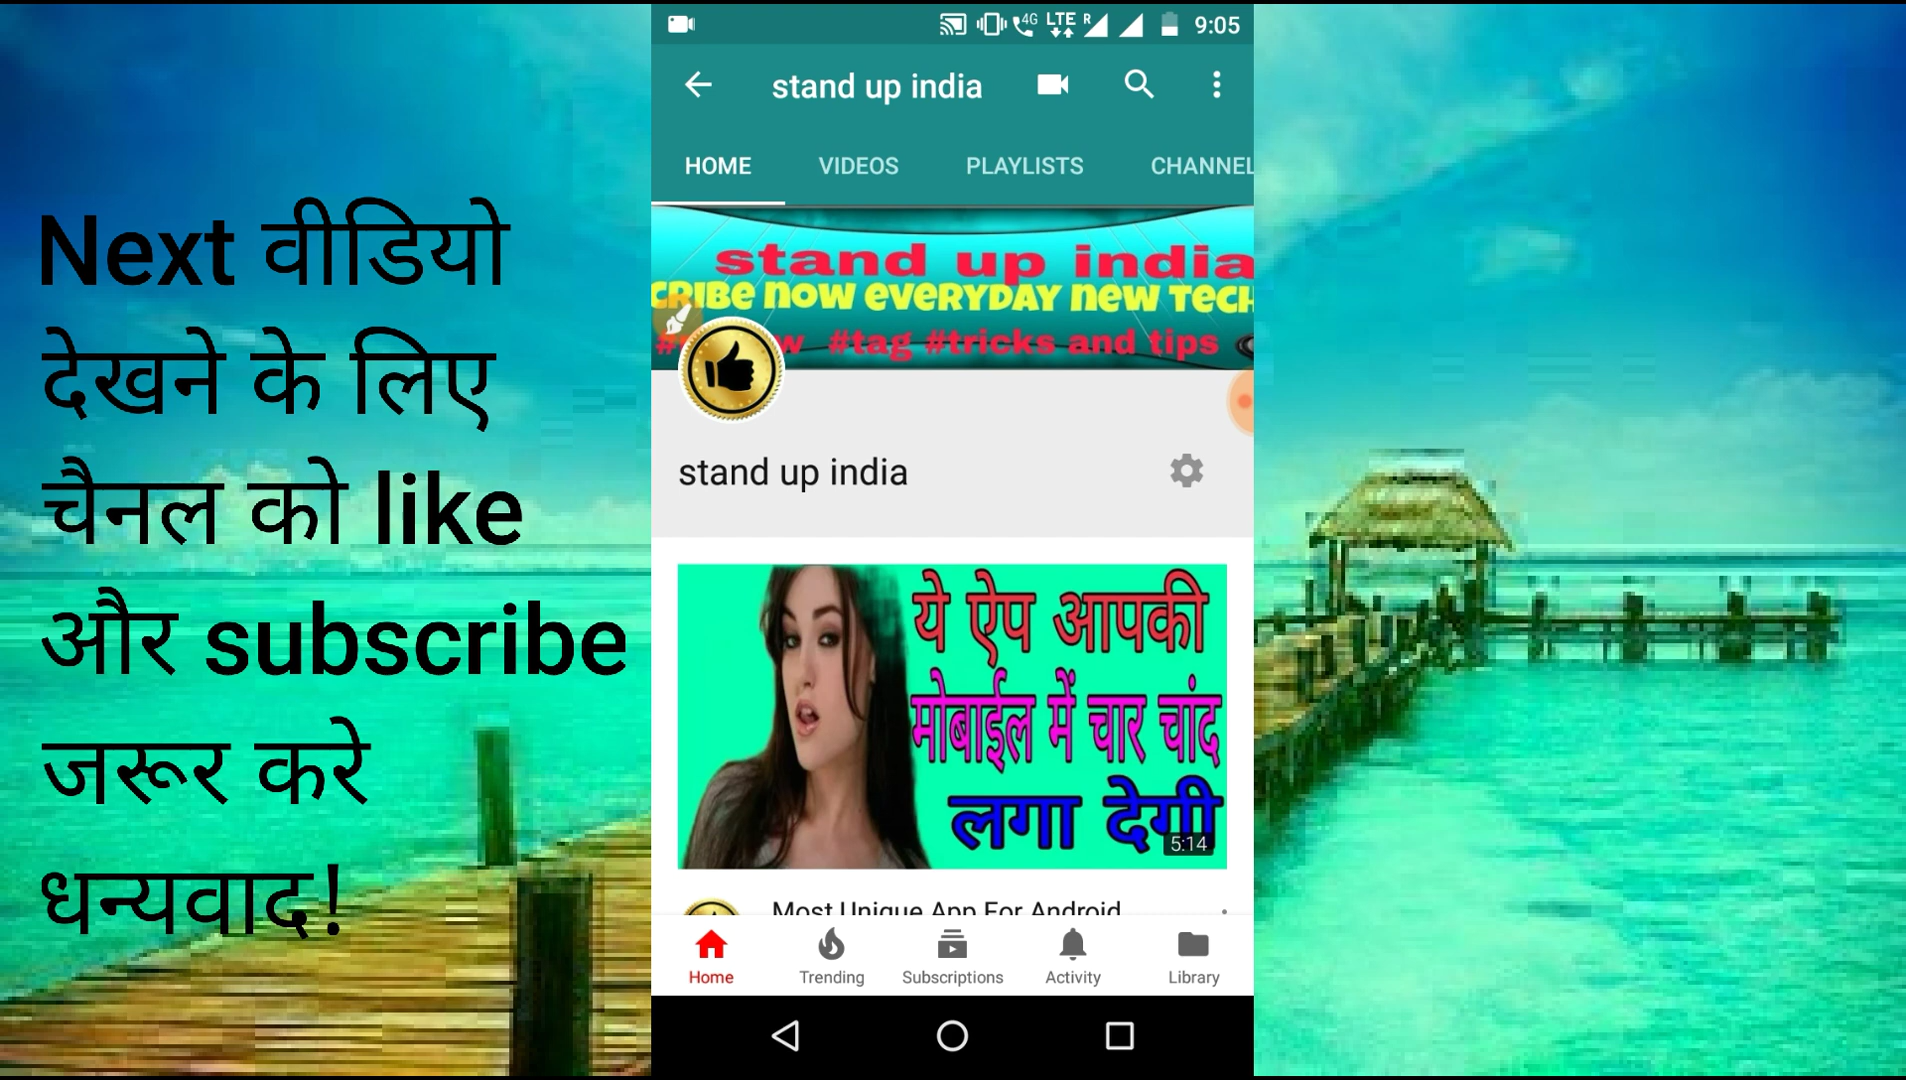 Next वीडियो
देखने के लिए
चैनल को like
और subscribe
जरूर करे
धन्यवाद!
4G LTE R 9:05
stand up india
HOME VIDEOS PLAYLISTS CHANNEL
stand up india
CRIBE NOW EVERYDAY NEW TECH
#tag #tricks and tips
stand up india
ये ऐप आपकी
मोबाईल में चार चांद
लगा देगी
5:14
Most Unique App For Android
Home Trending Subscriptions Activity Library